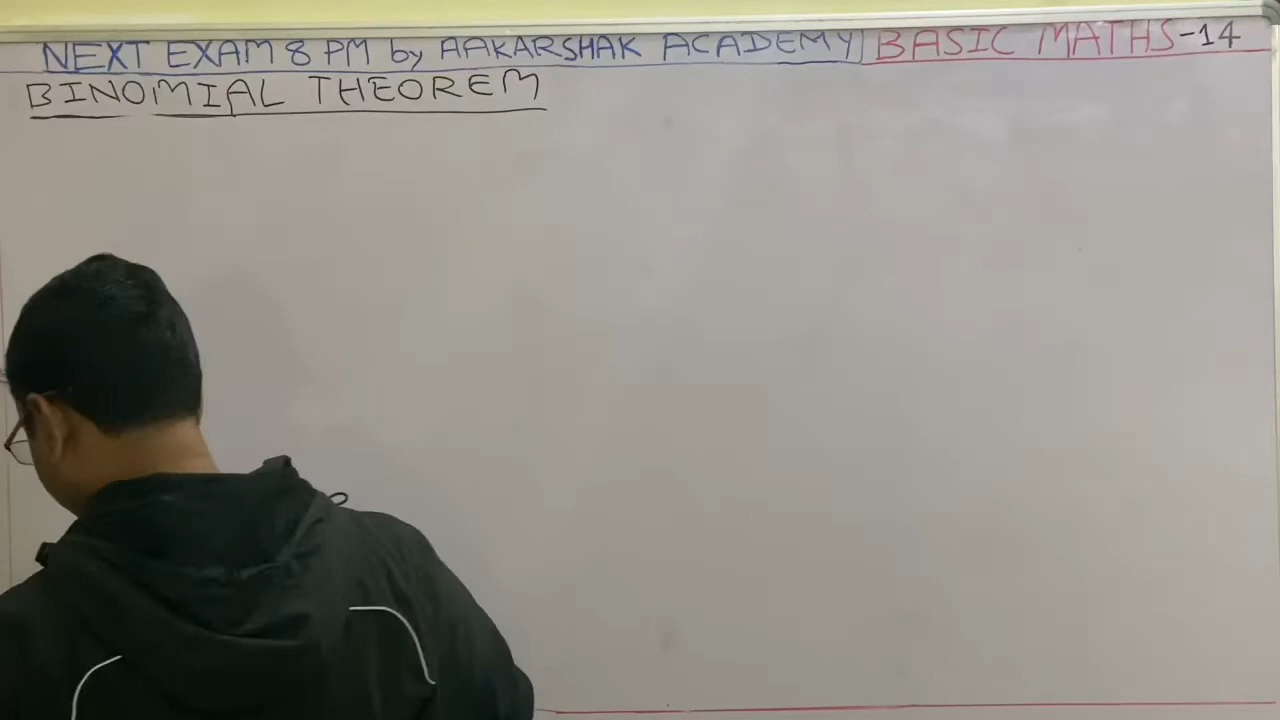 NEXT EXAM 8 PM by AAKARSHAK ACADEMY BASIC MATHS-14
BINOMIAL THEOREM